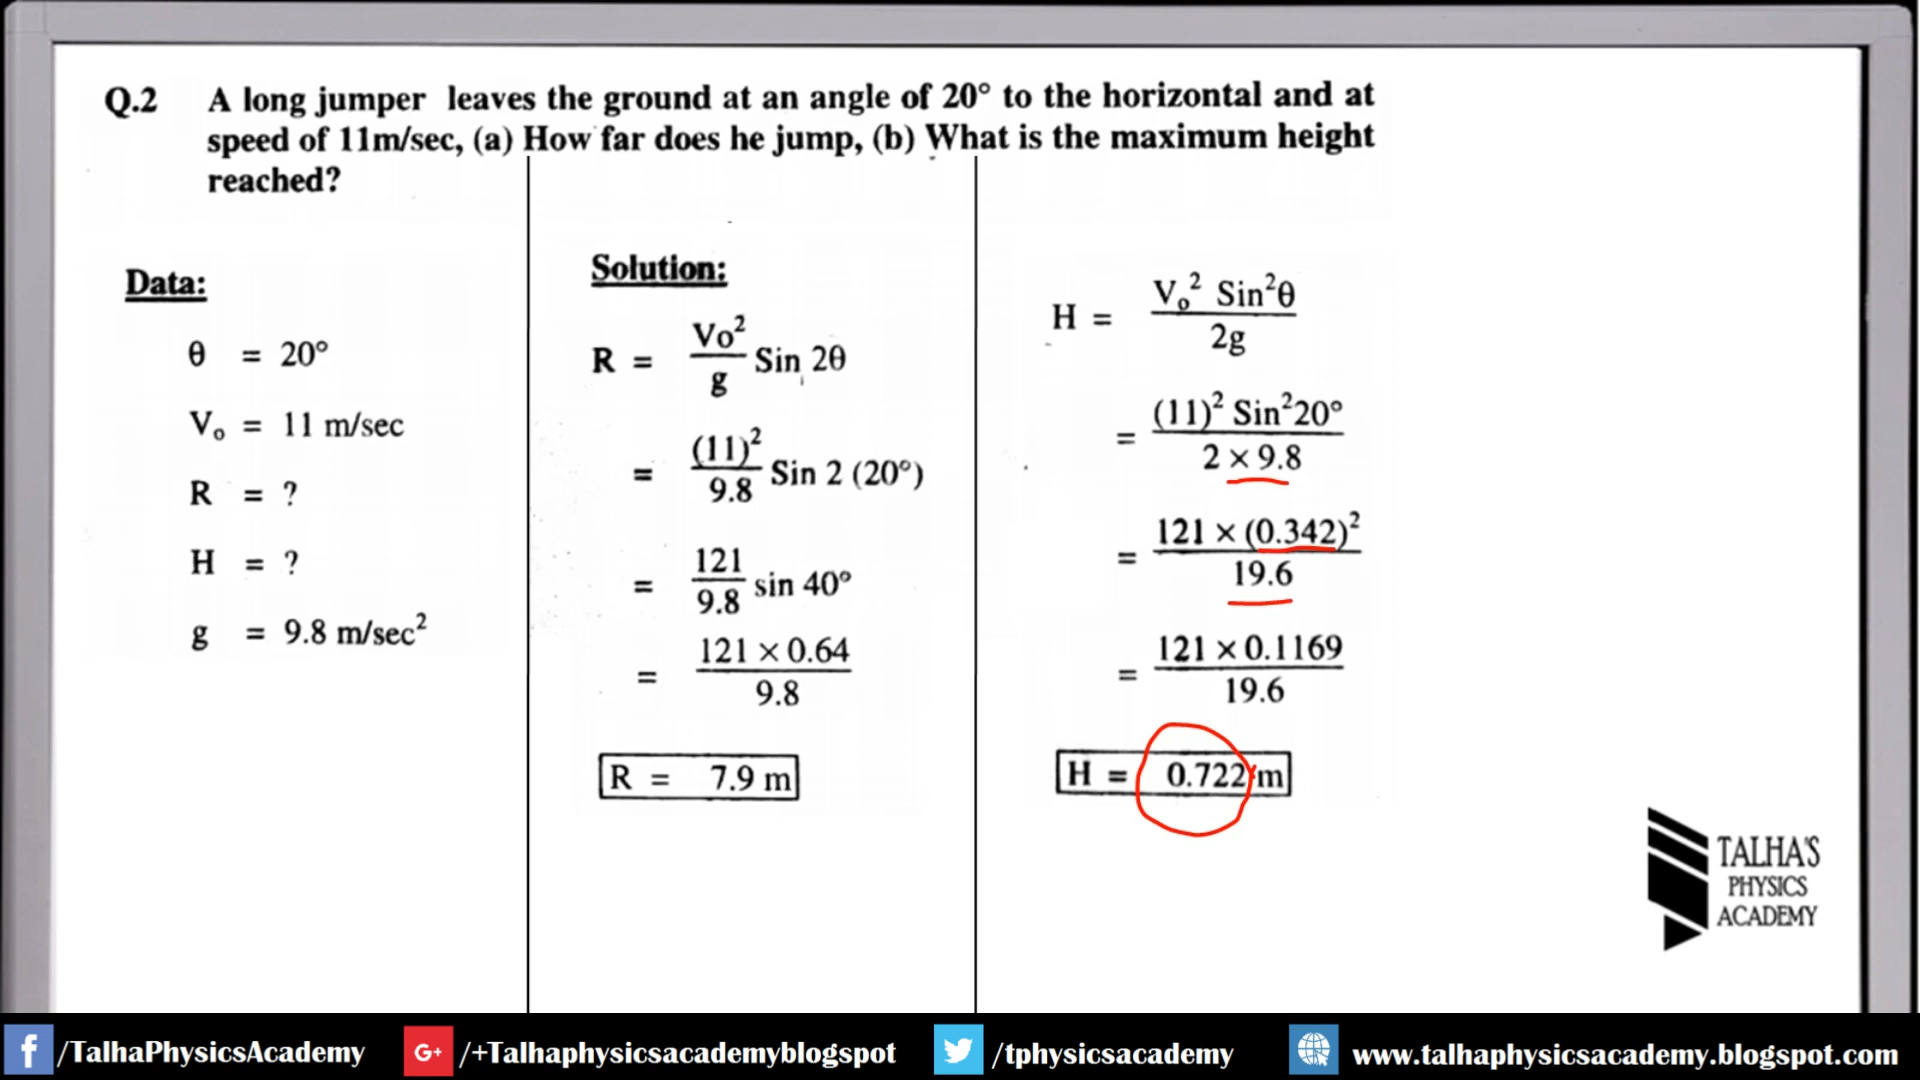 Q.2 A long jumper leaves the ground at an angle of 20° to the horizontal and at
speed of 11m/sec, (a) How far does he jump, (b) What is the maximum height
reached?
Data:
θ = 20°
Vₒ = 11 m/sec
R = ?
H = ?
g = 9.8 m/sec²
Solution:
R = Vo²/g Sin 2θ
= (11)²/9.8 Sin 2 (20°)
= 121/9.8 sin 40°
= 121 × 0.64/9.8
R = 7.9 m
H = Vₒ² Sin²θ/2g
= (11)² Sin²20°/2 × 9.8
= 121 × (0.342)²/19.6
= 121 × 0.1169/19.6
H = 0.722 m
TALHA'S
PHYSICS
ACADEMY
f /TalhaPhysicsAcademy
G+ /+Talhaphysicsacademyblogspot
/tphysicsacademy
www.talhaphysicsacademy.blogspot.com